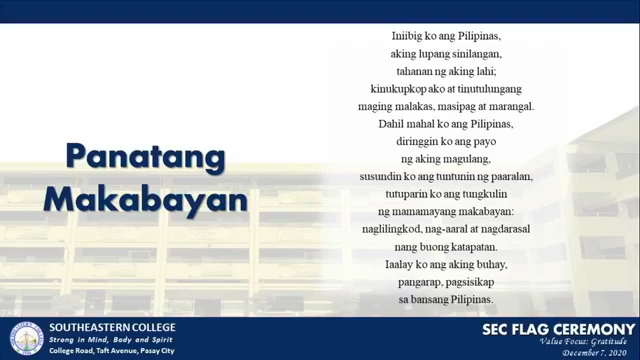 Panatang
Makabayan
Iniibig ko ang Pilipinas,
aking lupang sinilangan,
tahanan ng aking lahi;
kinukupkop ako at tinutulungang
maging malakas, masipag at marangal.
Dahil mahal ko ang Pilipinas,
diringgin ko ang payo
ng aking magulang,
susundin ko ang tuntunin ng paaralan,
tutuparin ko ang tungkulin
ng mamamayang makabayan:
naglilingkod, nag-aaral at nagdarasal
nang buong katapatan.
Iaalay ko ang aking buhay,
pangarap, pagsisikap
sa bansang Pilipinas.
SOUTHEASTERN COLLEGE
Strong in Mind, Body and Spirit
College Road, Taft Avenue, Pasay City
SEC FLAG CEREMONY
Value Focus: Gratitude
December 7, 2020